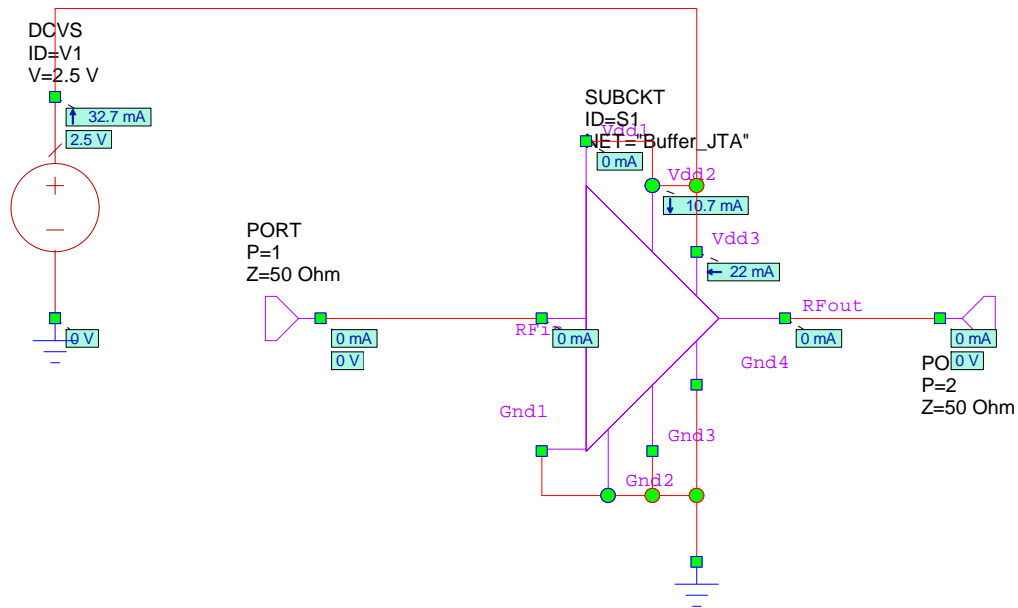 DCVS
ID=V1
V=2.5 V
32.7 mA
2.5 V
0 V
PORT
P=1
Z=50 Ohm
0 mA
0 V
SUBCKT
ID=S1
NET="Buffer_JTA"
Vdd1
0 mA
Vdd2
10.7 mA
Vdd3
22 mA
RFin
0 mA
RFout
0 mA
Gnd1
Gnd2
Gnd3
Gnd4
0 mA
0 V
P=2
Z=50 Ohm